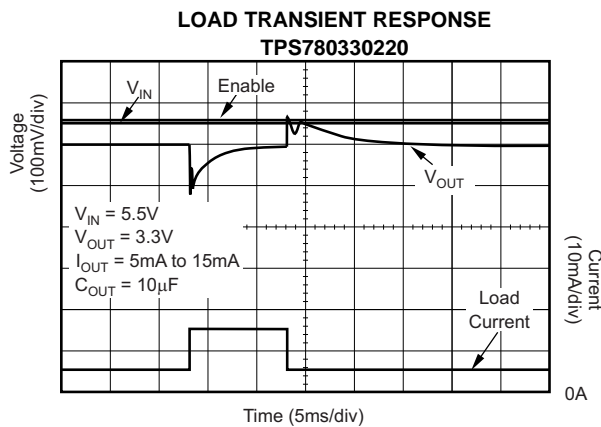 LOAD TRANSIENT RESPONSE
TPS780330220
V_IN
Enable
Voltage
(100mV/div)
V_OUT
V_IN = 5.5V
V_OUT = 3.3V
I_OUT = 5mA to 15mA
C_OUT = 10μF
Load
Current
Current
(10mA/div)
0A
Time (5ms/div)